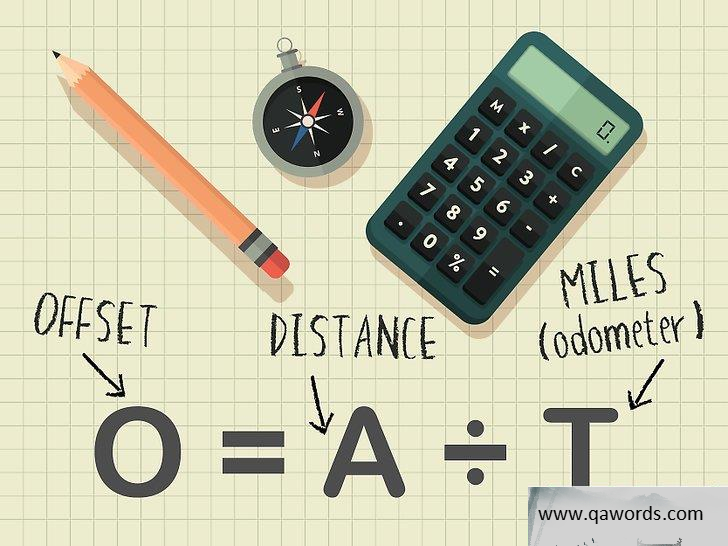 S
W
E
N
0.
M x / C
1 2 3 +
4 5 6 -
7 8 9 =
. 0 %
OFFSET
DISTANCE
MILES
(odometer)
O = A ÷ T
www.qawords.com